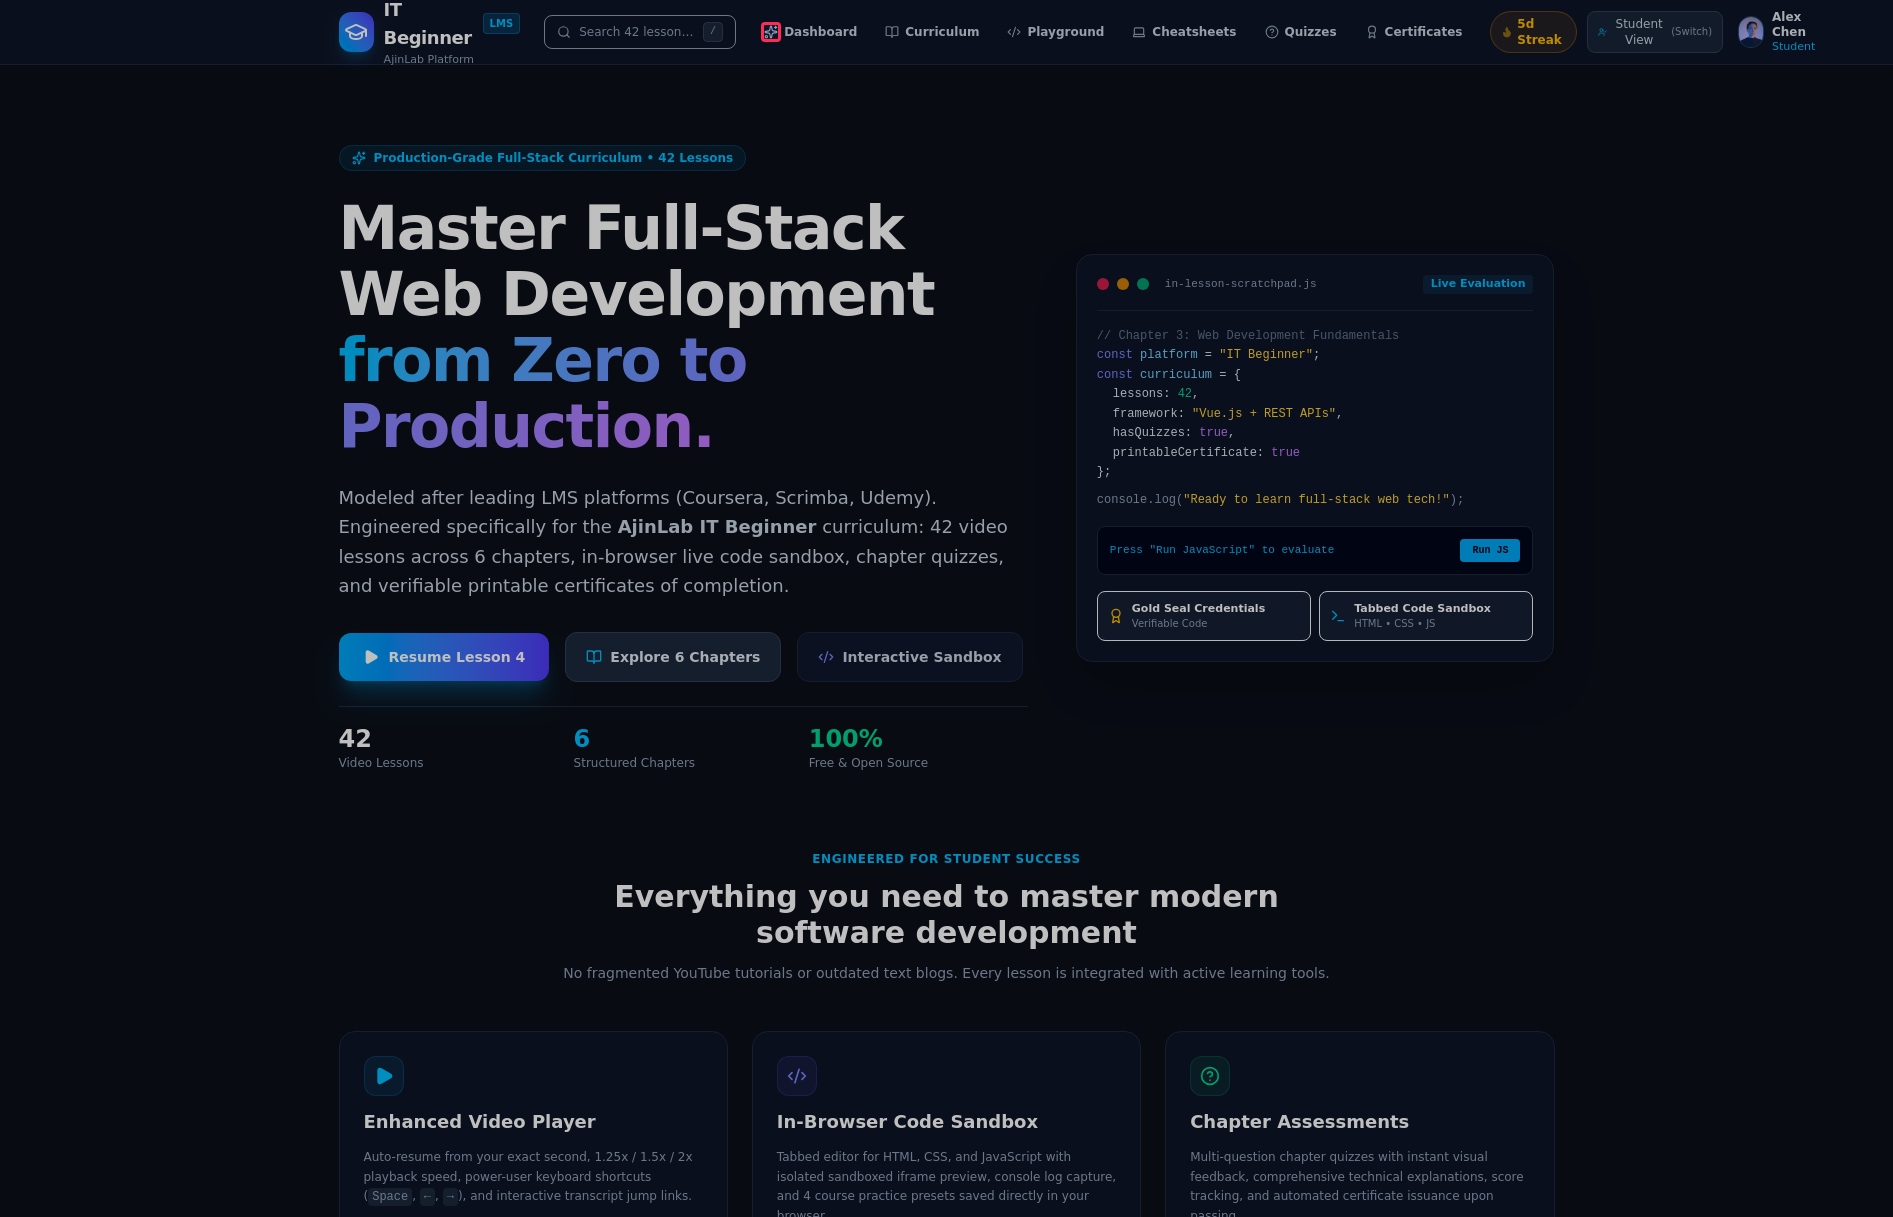 IT
Beginner
LMS
AjinLab Platform
Search 42 lesson...
/
Dashboard
Curriculum
Playground
Cheatsheets
Quizzes
Certificates
5d
Streak
Student
View
(Switch)
Alex
Chen
Student
Production-Grade Full-Stack Curriculum • 42 Lessons
Master Full-Stack
Web Development
from Zero to
Production.
Modeled after leading LMS platforms (Coursera, Scrimba, Udemy).
Engineered specifically for the AjinLab IT Beginner curriculum: 42 video
lessons across 6 chapters, in-browser live code sandbox, chapter quizzes,
and verifiable printable certificates of completion.
Resume Lesson 4
Explore 6 Chapters
Interactive Sandbox
42
Video Lessons
6
Structured Chapters
100%
Free & Open Source
in-lesson-scratchpad.js
Live Evaluation
// Chapter 3: Web Development Fundamentals
const platform = "IT Beginner";
const curriculum = {
lessons: 42,
framework: "Vue.js + REST APIs",
hasQuizzes: true,
printableCertificate: true
};
console.log("Ready to learn full-stack web tech!");
Press "Run JavaScript" to evaluate
Run JS
Gold Seal Credentials
Verifiable Code
Tabbed Code Sandbox
HTML • CSS • JS
ENGINEERED FOR STUDENT SUCCESS
Everything you need to master modern
software development
No fragmented YouTube tutorials or outdated text blogs. Every lesson is integrated with active learning tools.
Enhanced Video Player
Auto-resume from your exact second, 1.25x / 1.5x / 2x
playback speed, power-user keyboard shortcuts
(Space, ←, →), and interactive transcript jump links.
In-Browser Code Sandbox
Tabbed editor for HTML, CSS, and JavaScript with
isolated sandboxed iframe preview, console log capture,
and 4 course practice presets saved directly in your
browser.
Chapter Assessments
Multi-question chapter quizzes with instant visual
feedback, comprehensive technical explanations, score
tracking, and automated certificate issuance upon
passing.